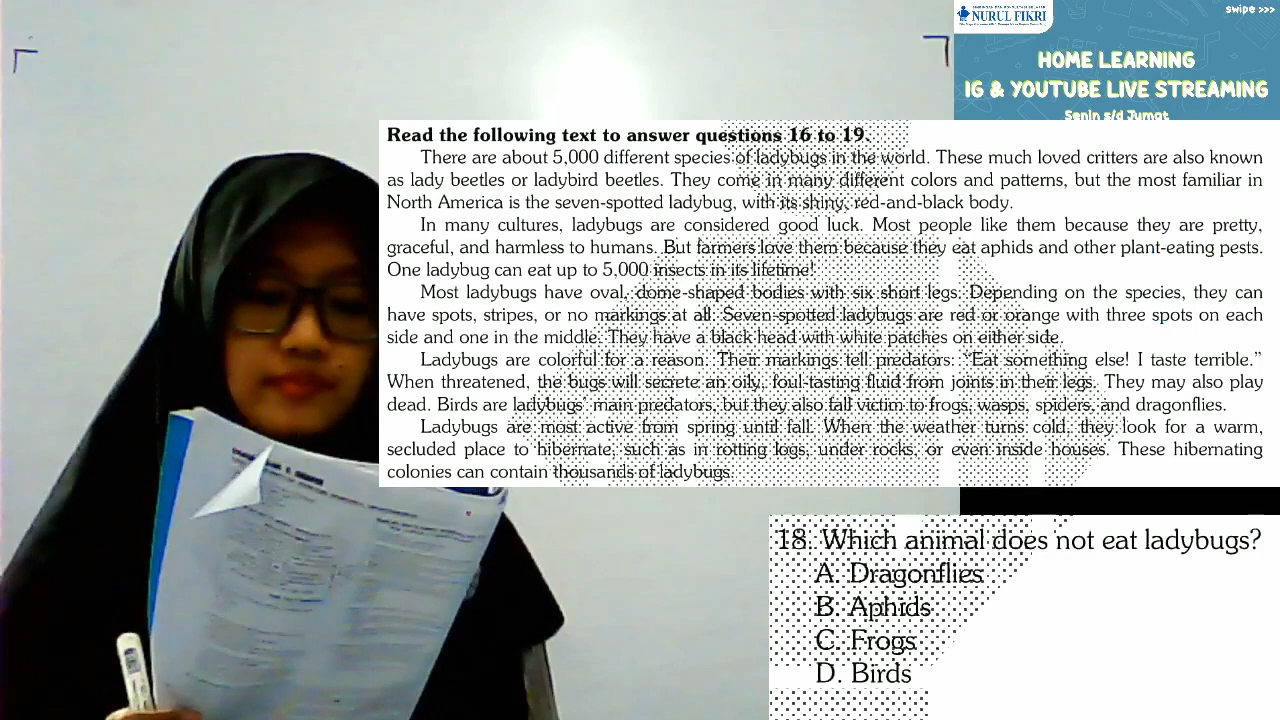 NURUL FIKRI
swipe >>>
HOME LEARNING
IG & YOUTUBE LIVE STREAMING
Senin s/d Jumat
Read the following text to answer questions 16 to 19.
There are about 5,000 different species of ladybugs in the world. These much loved critters are also known
as lady beetles or ladybird beetles. They come in many different colors and patterns, but the most familiar in
North America is the seven-spotted ladybug, with its shiny, red-and-black body.
In many cultures, ladybugs are considered good luck. Most people like them because they are pretty,
graceful, and harmless to humans. But farmers love them because they eat aphids and other plant-eating pests.
One ladybug can eat up to 5,000 insects in its lifetime!
Most ladybugs have oval, dome-shaped bodies with six short legs. Depending on the species, they can
have spots, stripes, or no markings at all. Seven-spotted ladybugs are red or orange with three spots on each
side and one in the middle. They have a black head with white patches on either side.
Ladybugs are colorful for a reason. Their markings tell predators: “Eat something else! I taste terrible.”
When threatened, the bugs will secrete an oily, foul-tasting fluid from joints in their legs. They may also play
dead. Birds are ladybugs’ main predators, but they also fall victim to frogs, wasps, spiders, and dragonflies.
Ladybugs are most active from spring until fall. When the weather turns cold, they look for a warm,
secluded place to hibernate, such as in rotting logs, under rocks, or even inside houses. These hibernating
colonies can contain thousands of ladybugs.
18. Which animal does not eat ladybugs?
A. Dragonflies
B. Aphids
C. Frogs
D. Birds